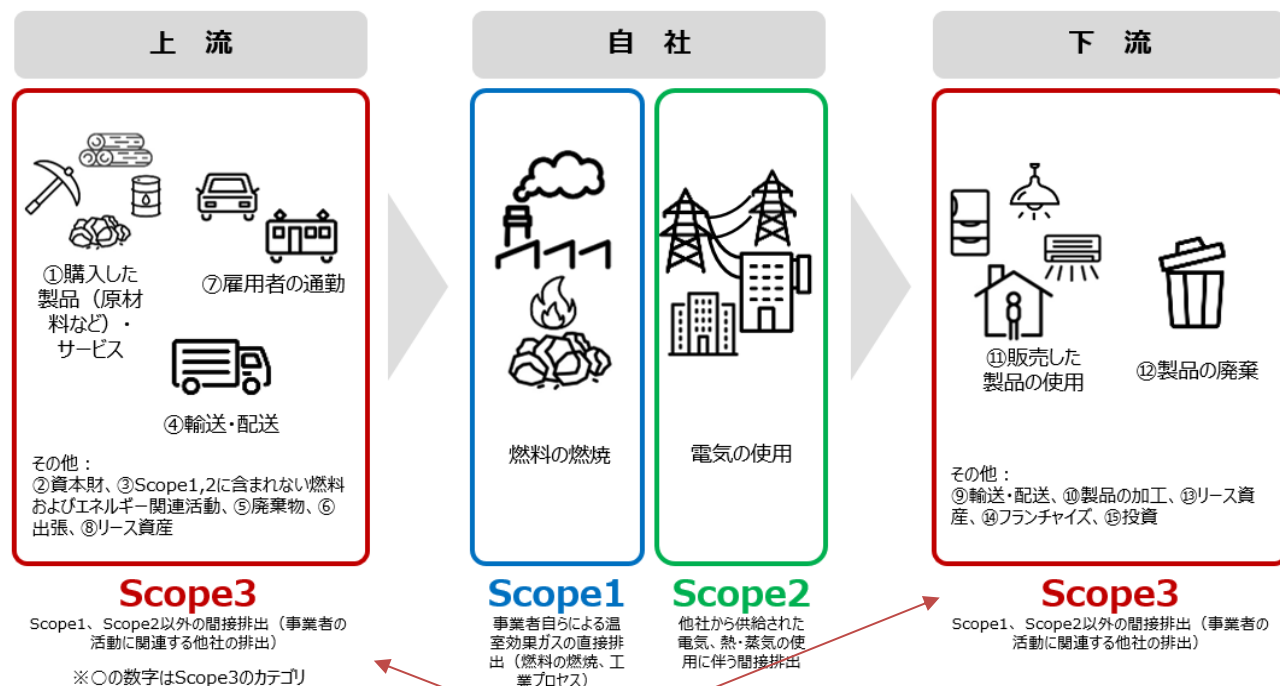 上 流
自 社
下 流
①購入した
製品（原材
料など）・
サービス
⑦雇用者の通勤
④輸送・配送
その他：
②資本財、③Scope1,2に含まれない燃料
およびエネルギー関連活動、⑤廃棄物、⑥
出張、⑧リース資産
燃料の燃焼
電気の使用
⑪販売した
製品の使用
⑫製品の廃棄
その他：
⑨輸送・配送、⑩製品の加工、⑬リース資
産、⑭フランチャイズ、⑮投資
Scope3
Scope1、Scope2以外の間接排出（事業者の
活動に関連する他社の排出）
※○の数字はScope3のカテゴリ
Scope1
事業者自らによる温
室効果ガスの直接排
出（燃料の燃焼、工
業プロセス）
Scope2
他社から供給された
電気、熱・蒸気の使
用に伴う間接排出
Scope3
Scope1、Scope2以外の間接排出（事業者の
活動に関連する他社の排出）